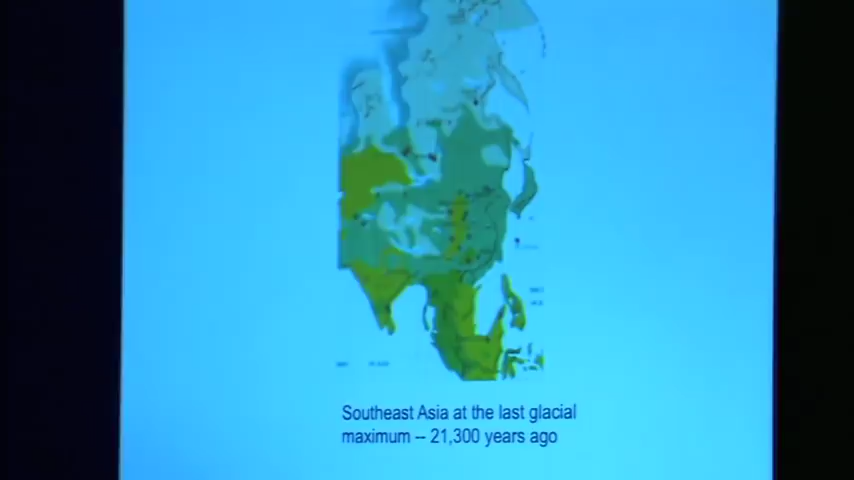 Southeast Asia at the last glacial
maximum -- 21,300 years ago